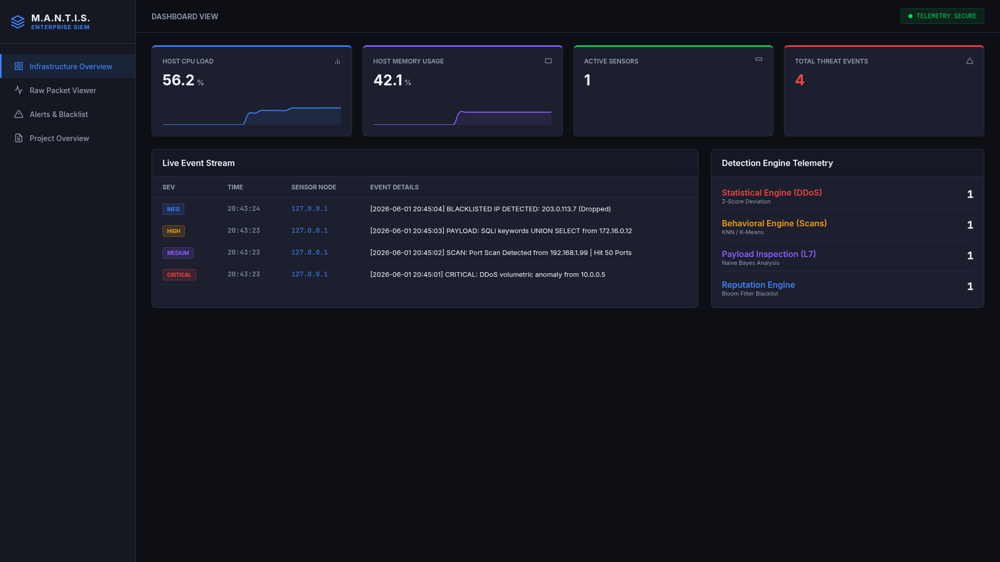 M.A.N.T.I.S.
ENTERPRISE SIEM
Infrastructure Overview
Raw Packet Viewer
Alerts & Blacklist
Project Overview
DASHBOARD VIEW
TELEMETRY SECURE
HOST CPU LOAD
56.2 %
HOST MEMORY USAGE
42.1 %
ACTIVE SENSORS
1
TOTAL THREAT EVENTS
4
Live Event Stream
SEV TIME SENSOR NODE EVENT DETAILS
INFO 20:43:24 127.0.0.1 [2026-06-01 20:45:04] BLACKLISTED IP DETECTED: 203.0.113.7 (Dropped)
HIGH 20:43:23 127.0.0.1 [2026-06-01 20:45:03] PAYLOAD: SQLi keywords UNION SELECT from 172.16.0.12
MEDIUM 20:43:23 127.0.0.1 [2026-06-01 20:45:02] SCAN: Port Scan Detected from 192.168.1.99 | Hit 50 Ports
CRITICAL 20:43:23 127.0.0.1 [2026-06-01 20:45:01] CRITICAL: DDoS volumetric anomaly from 10.0.0.5
Detection Engine Telemetry
Statistical Engine (DDoS) 1
Z-Score Deviation
Behavioral Engine (Scans) 1
KNN / K-Means
Payload Inspection (L7) 1
Naive Bayes Analysis
Reputation Engine 1
Bloom Filter Blacklist